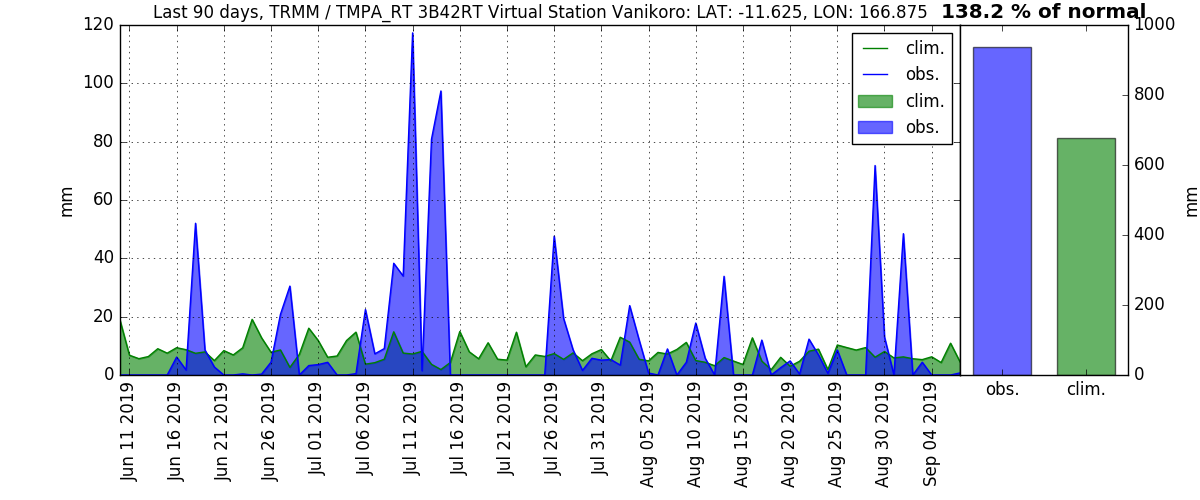 Last 90 days, TRMM / TMPA_RT 3B42RT Virtual Station Vanikoro: LAT: -11.625, LON: 166.875 138.2 % of normal
120
100
80
60
40
20
0
mm
clim.
obs.
clim.
obs.
1000
800
600
400
200
0
mm
Jun 11 2019
Jun 16 2019
Jun 21 2019
Jun 26 2019
Jul 01 2019
Jul 06 2019
Jul 11 2019
Jul 16 2019
Jul 21 2019
Jul 26 2019
Jul 31 2019
Aug 05 2019
Aug 10 2019
Aug 15 2019
Aug 20 2019
Aug 25 2019
Aug 30 2019
Sep 04 2019
obs. clim.